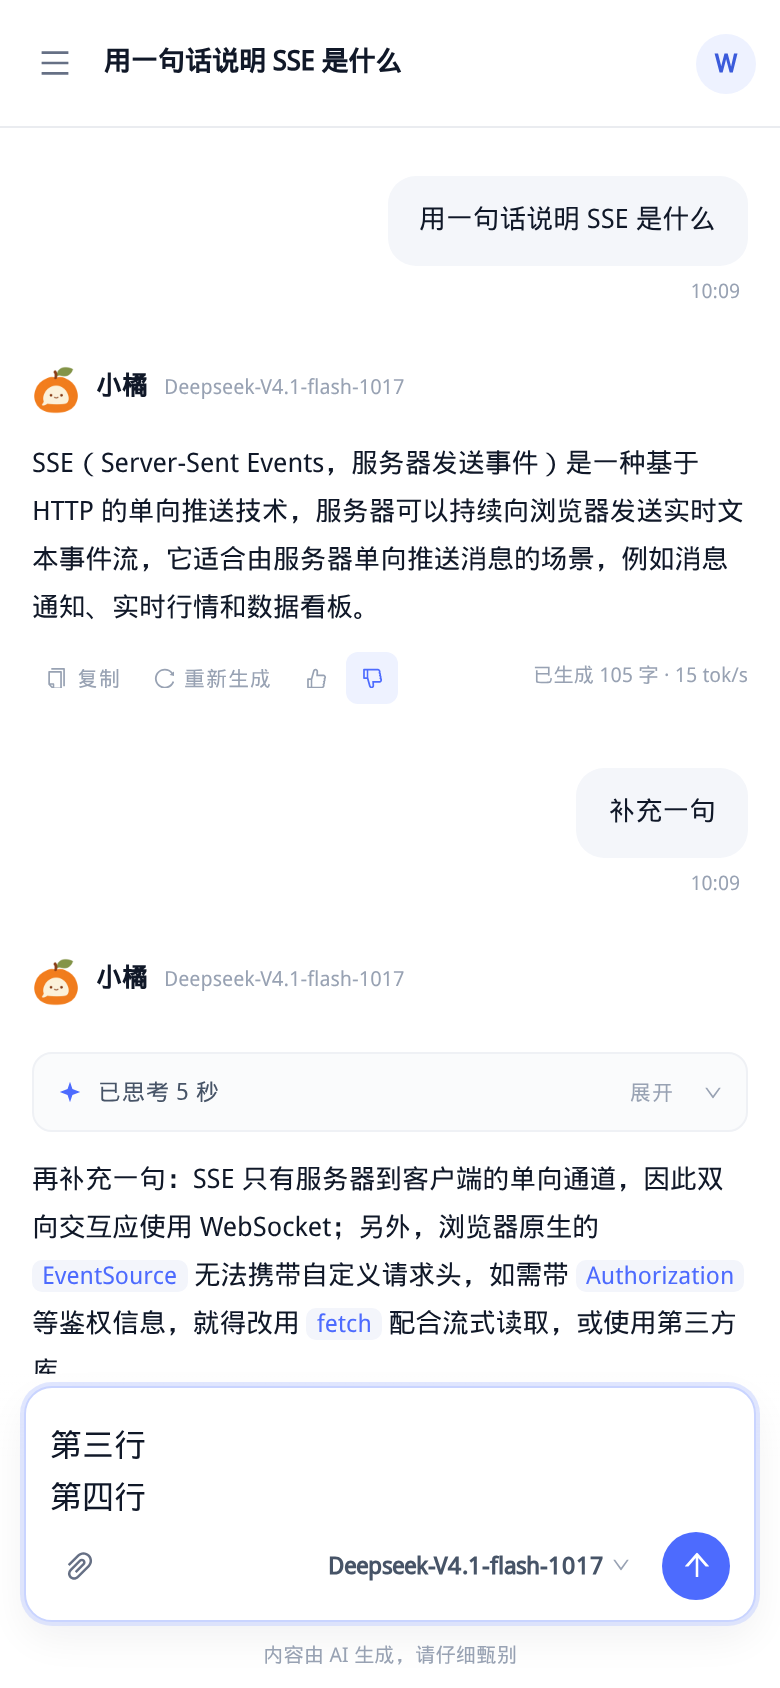 用一句话说明 SSE 是什么
W
用一句话说明 SSE 是什么
10:09
小橘 Deepseek-V4.1-flash-1017
SSE（Server-Sent Events，服务器发送事件）是一种基于
HTTP 的单向推送技术，服务器可以持续向浏览器发送实时文
本事件流，它适合由服务器单向推送消息的场景，例如消息
通知、实时行情和数据看板。
复制 重新生成 已生成 105 字 · 15 tok/s
补充一句
10:09
小橘 Deepseek-V4.1-flash-1017
已思考 5 秒 展开
再补充一句：SSE 只有服务器到客户端的单向通道，因此双
向交互应使用 WebSocket；另外，浏览器原生的
EventSource 无法携带自定义请求头，如需带 Authorization
等鉴权信息，就得改用 fetch 配合流式读取，或使用第三方
库
第三行
第四行
Deepseek-V4.1-flash-1017
内容由 AI 生成，请仔细甄别